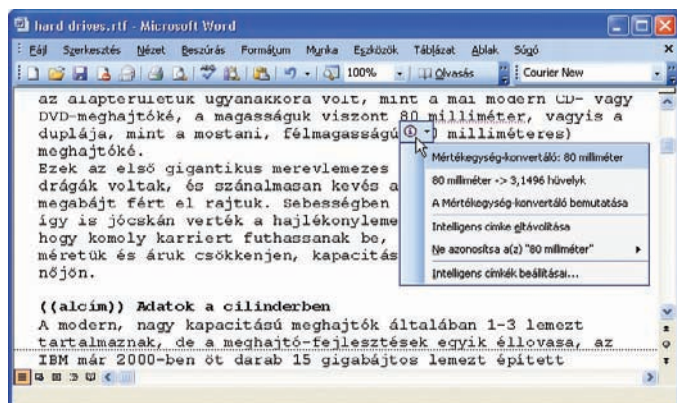 hard drives.rtf - Microsoft Word
Fájl Szerkesztés Nézet Beszúrás Formátum Munka Eszközök Táblázat Ablak Súgó
100% Olvasás Courier New
az alapterületük ugyanakkora volt, mint a mai modern CD- vagy
DVD-meghajtóké, a magasságuk viszont 80 milliméter, vagyis a
duplája, mint a mostani, félmagasságú milliméteres)
meghajtóké.
Ezek az első gigantikus merevlemezes
drágák voltak, és szánalmasan kevés a
megabájt fért el rajtuk. Sebességben
így is jócskán verték a hajlékonyleme
hogy komoly karriert futhassanak be,
méretük és áruk csökkenjen, kapacitás
nőjön.
Mértékegység-konvertáló: 80 milliméter
80 milliméter -> 3,1496 hüvelyk
A Mértékegység-konvertáló bemutatása
Intelligens címke eltávolítása
Ne azonosítsa a(z) "80 milliméter"
Intelligens címkék beállításai...
((alcím)) Adatok a cilinderben
A modern, nagy kapacitású meghajtók általában 1-3 lemezt
tartalmaznak, de a meghajtó-fejlesztések egyik éllovasa, az
IBM már 2000-ben öt darab 15 gigabájtos lemezt épített